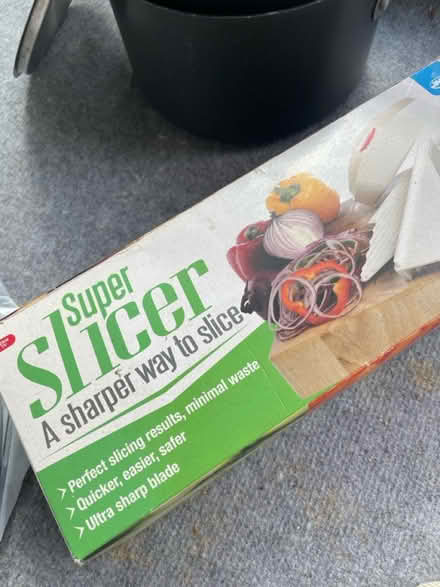 Super
slicer
A sharper way to slice
> Perfect slicing results, minimal waste
> Quicker, easier, safer
> Ultra sharp blade